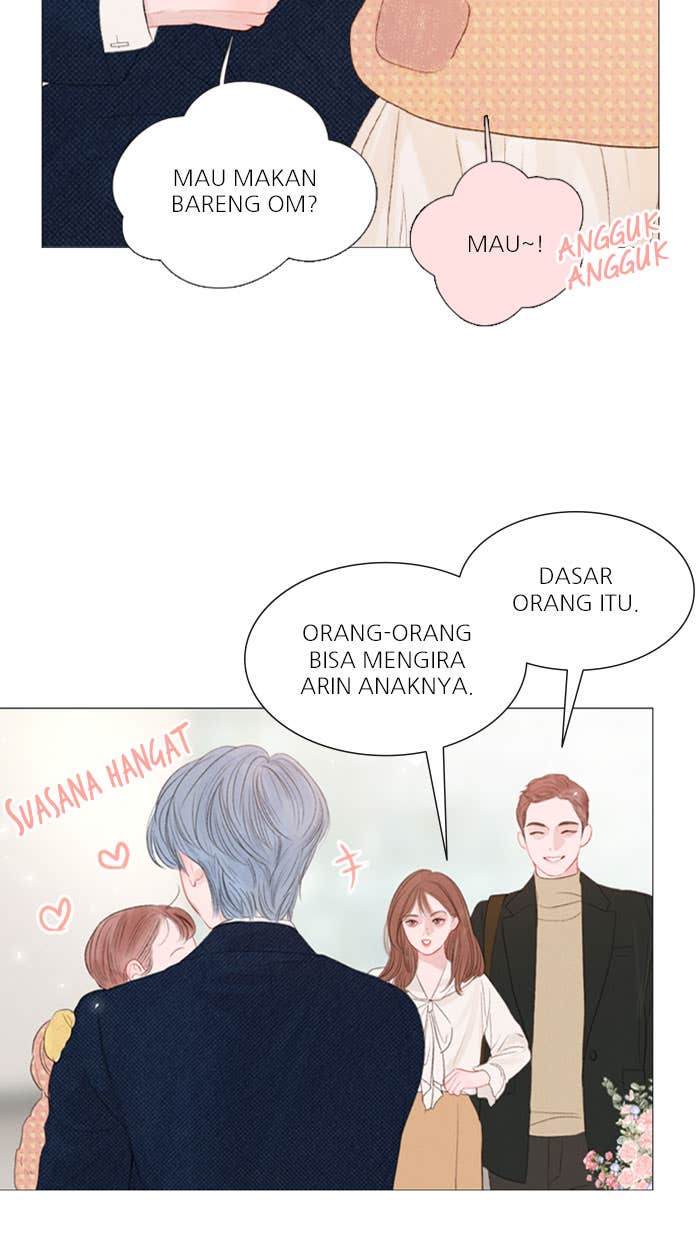 MAU MAKAN
BARENG OM?
MAU~!
ANGGUK
ANGGUK
DASAR
ORANG ITU.
ORANG-ORANG
BISA MENGIRA
ARIN ANAKNYA.
SUASANA HANGAT